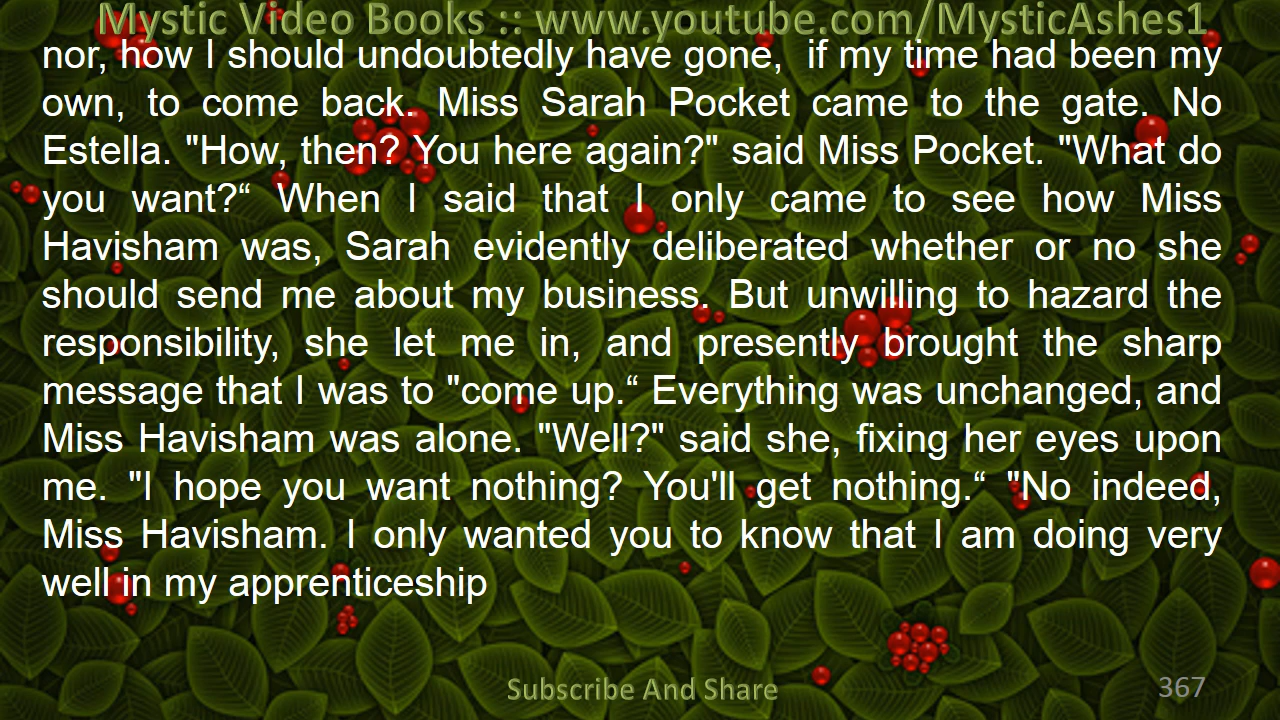 Mystic Video Books :: www.youtube.com/MysticAshes1
nor, how I should undoubtedly have gone,  if my time had been my
own, to come back. Miss Sarah Pocket came to the gate. No
Estella. "How, then? You here again?" said Miss Pocket. "What do
you want?“ When I said that I only came to see how Miss
Havisham was, Sarah evidently deliberated whether or no she
should send me about my business. But unwilling to hazard the
responsibility, she let me in, and presently brought the sharp
message that I was to "come up.“ Everything was unchanged, and
Miss Havisham was alone. "Well?" said she, fixing her eyes upon
me. "I hope you want nothing? You'll get nothing.“ "No indeed,
Miss Havisham. I only wanted you to know that I am doing very
well in my apprenticeship
Subscribe And Share
367